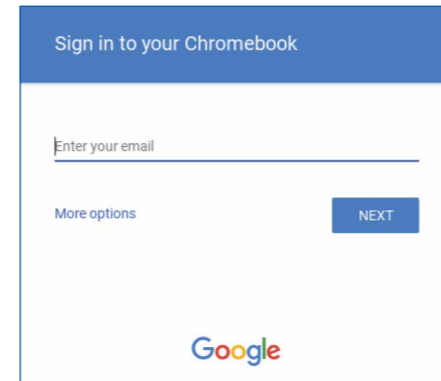 Sign in to your Chromebook
Enter your email
More options
NEXT
Google